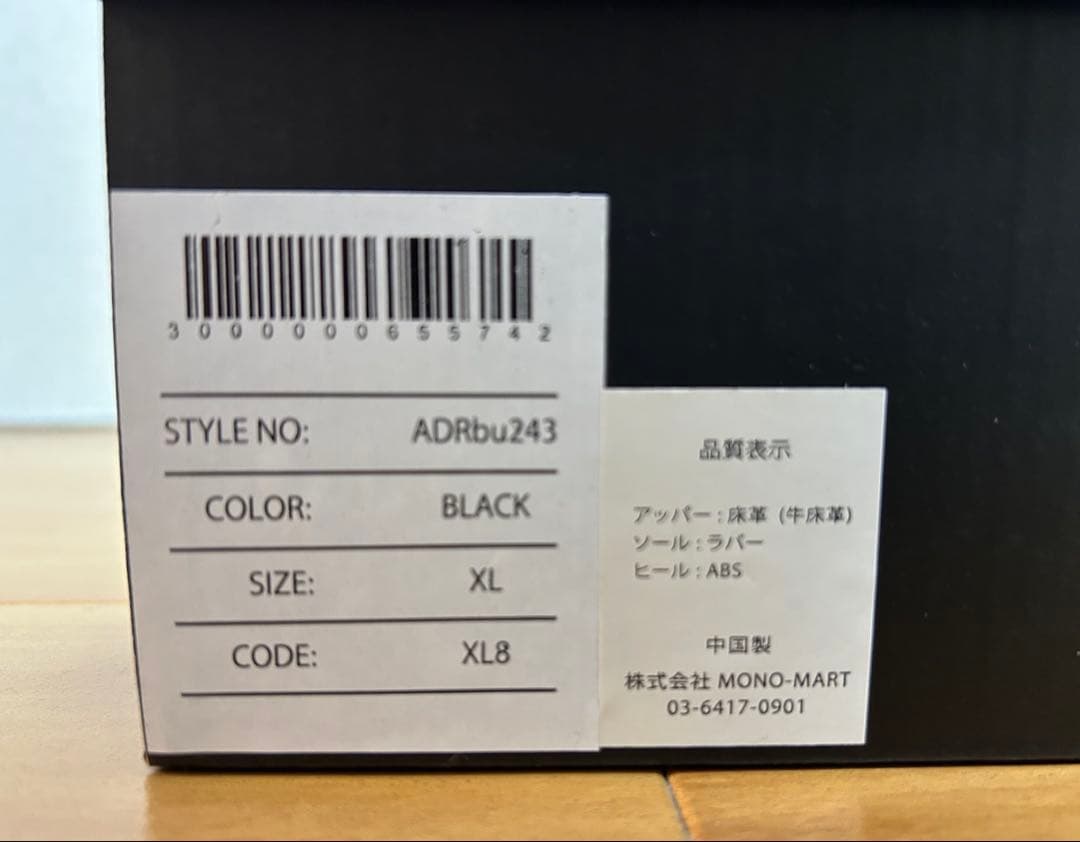 3000000655742
STYLE NO: ADRbu243
COLOR: BLACK
SIZE: XL
CODE: XL8
品質表示
アッパー : 床革 (牛床革)
ソール : ラバー
ヒール : ABS
中国製
株式会社 MONO-MART
03-6417-0901